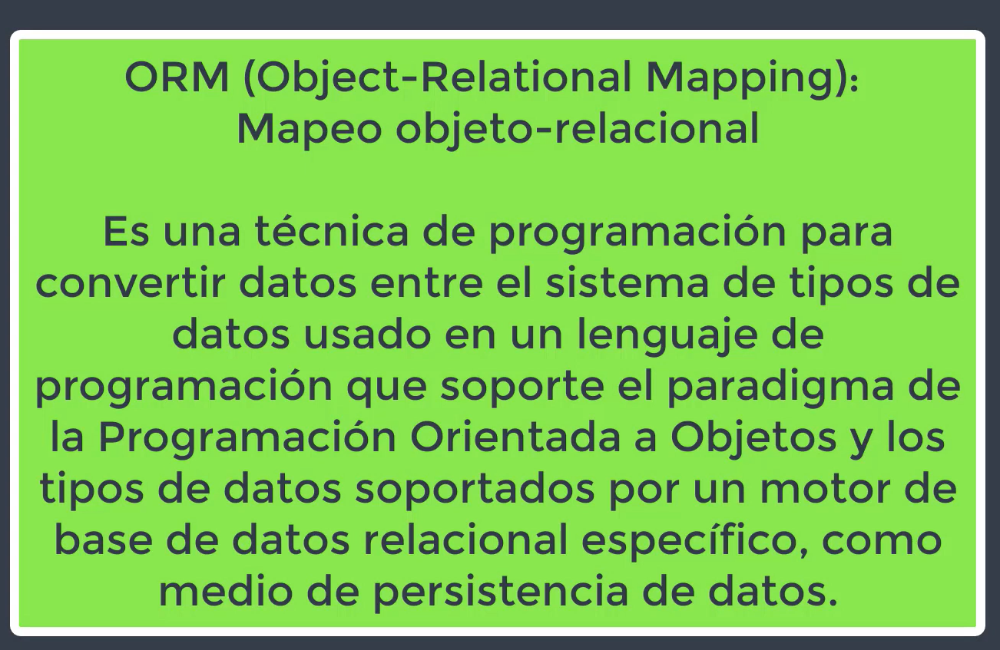 ORM (Object-Relational Mapping):
Mapeo objeto-relacional
Es una técnica de programación para
convertir datos entre el sistema de tipos de
datos usado en un lenguaje de
programación que soporte el paradigma de
la Programación Orientada a Objetos y los
tipos de datos soportados por un motor de
base de datos relacional específico, como
medio de persistencia de datos.